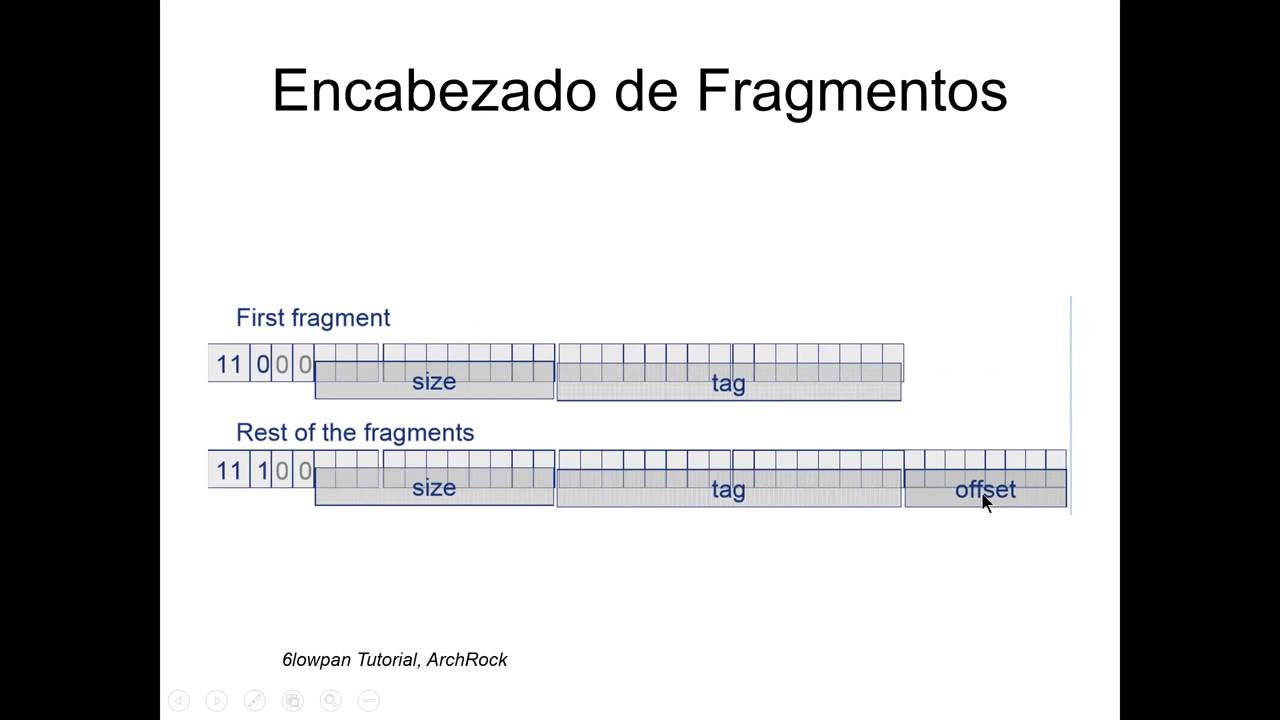 Encabezado de Fragmentos
First fragment
11 0 0 0
size tag
Rest of the fragments
11 1 0 0
size tag offset
6lowpan Tutorial, ArchRock